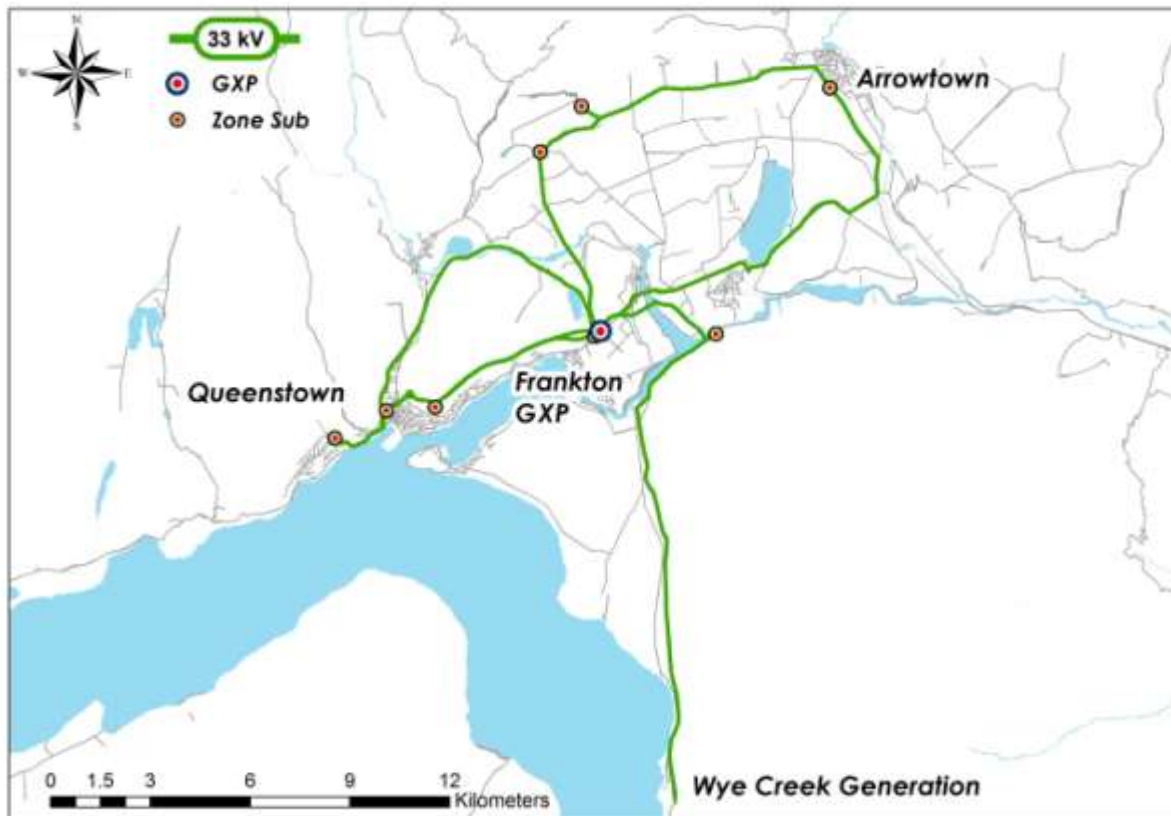 N
W
E
S
33 kV
GXP
Zone Sub
Arrowtown
Queenstown
Frankton
GXP
0 1.5 3 6 9 12
Kilometers
Wye Creek Generation